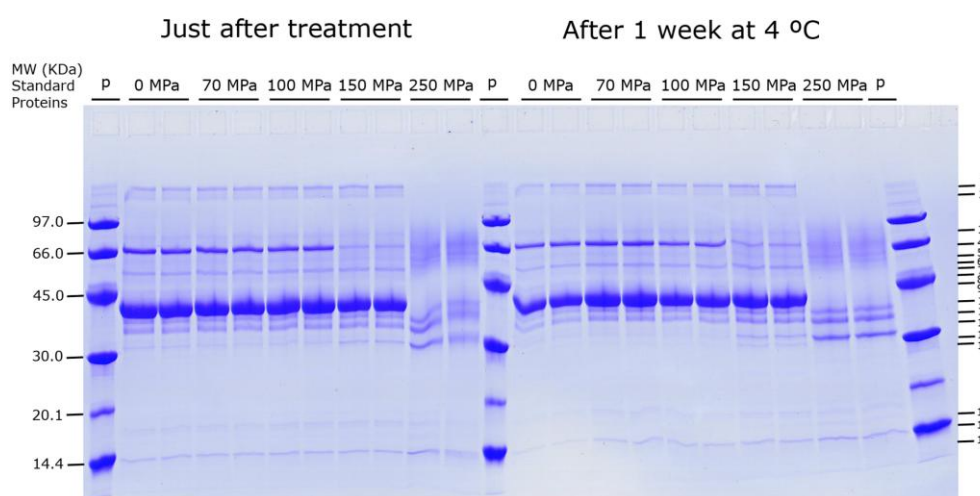 Just after treatment
After 1 week at 4 ºC
MW (KDa)
Standard
Proteins
p 0 MPa 70 MPa 100 MPa 150 MPa 250 MPa p 0 MPa 70 MPa 100 MPa 150 MPa 250 MPa p
97.0
66.0
45.0
30.0
20.1
14.4